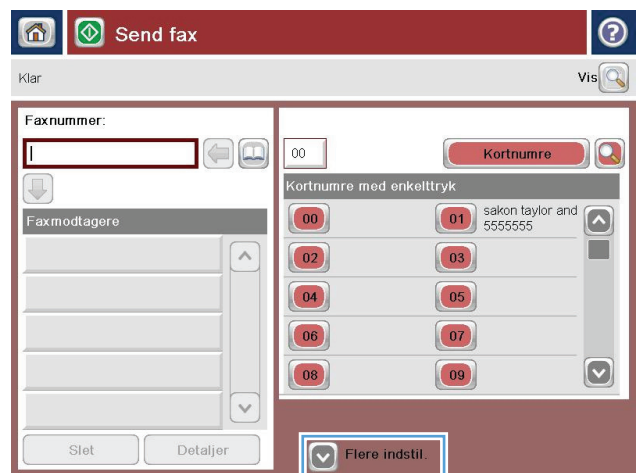 Send fax
Klar
Vis
Faxnummer:
00
Kortnumre
Kortnumre med enkelttryk
Faxmodtagere
00
01
sakon taylor and
5555555
02
03
04
05
06
07
08
09
Slet
Detaljer
Flere indstil.